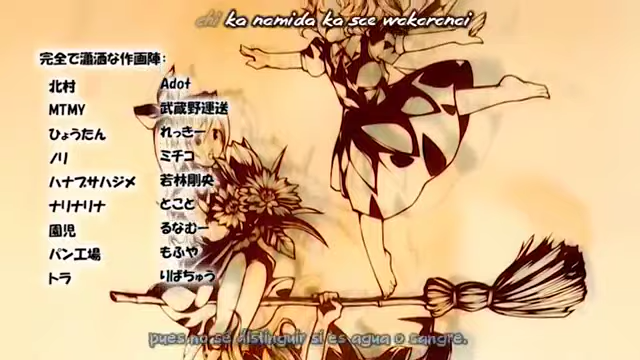 chi ka namida ka sae wakaranai
完全で瀟洒な作画陣:
北村 Adot
MTMY 武蔵野運送
ひょうたん れっきー
ノリ ミチコ
ハナブサハジメ 若林剛央
ナリナリナ とこと
園児 るなむー
パン工場 もふや
トラ りばちゅう
pues no sé distinguir si es agua o sangre.